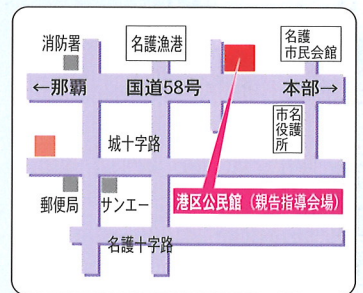 消防署
名護漁港
名護
市民会館
←那覇
国道58号
本部→
名護
市役所
城十字路
郵便局
サンエー
港区公民館（親告指導会場）
名護十字路